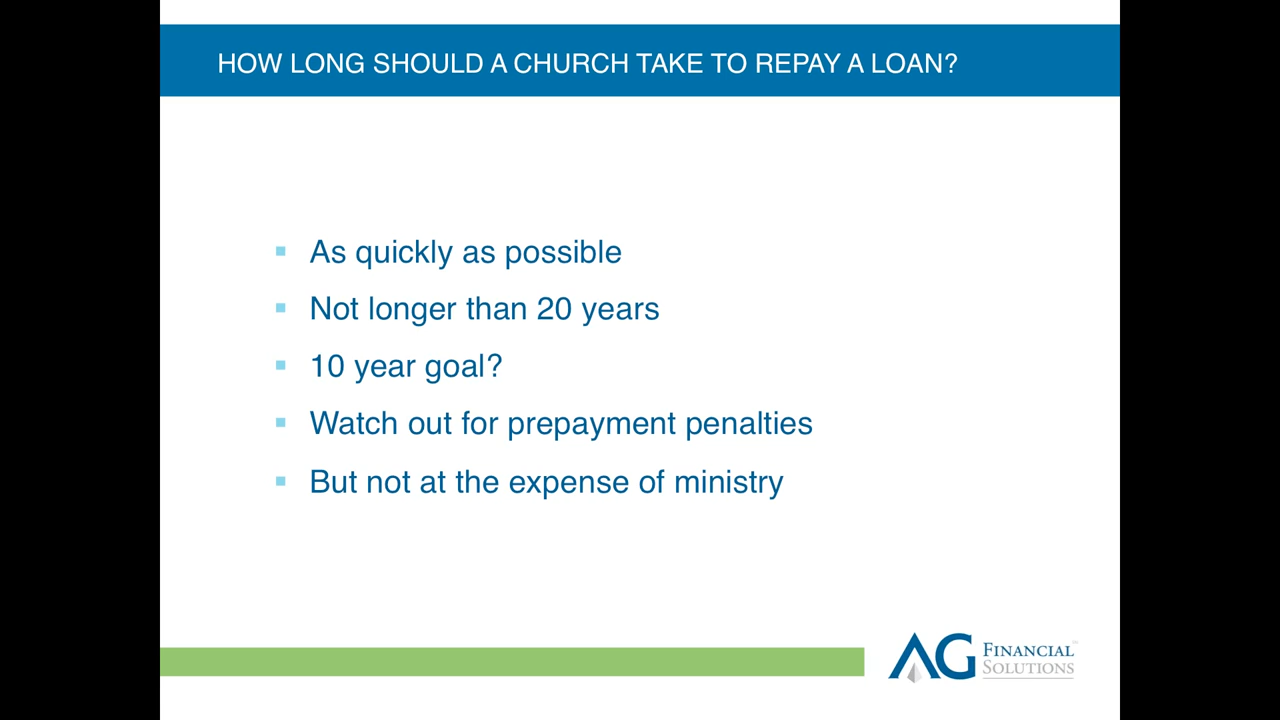 HOW LONG SHOULD A CHURCH TAKE TO REPAY A LOAN?
As quickly as possible
Not longer than 20 years
10 year goal?
Watch out for prepayment penalties
But not at the expense of ministry
AG FINANCIAL SOLUTIONS